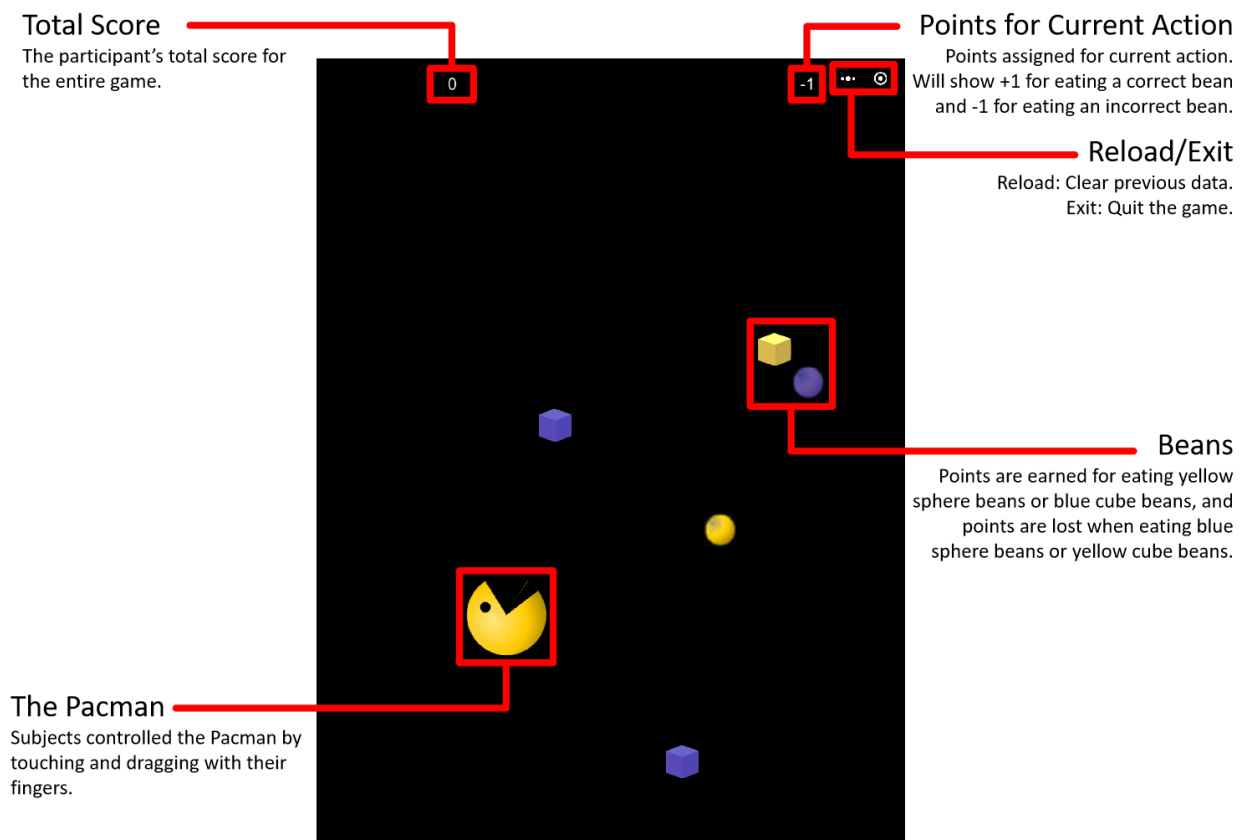 Total Score
The participant’s total score for
the entire game.
0
-1
Points for Current Action
Points assigned for current action.
Will show +1 for eating a correct bean
and -1 for eating an incorrect bean.
Reload/Exit
Reload: Clear previous data.
Exit: Quit the game.
Beans
Points are earned for eating yellow
sphere beans or blue cube beans, and
points are lost when eating blue
sphere beans or yellow cube beans.
The Pacman
Subjects controlled the Pacman by
touching and dragging with their
fingers.